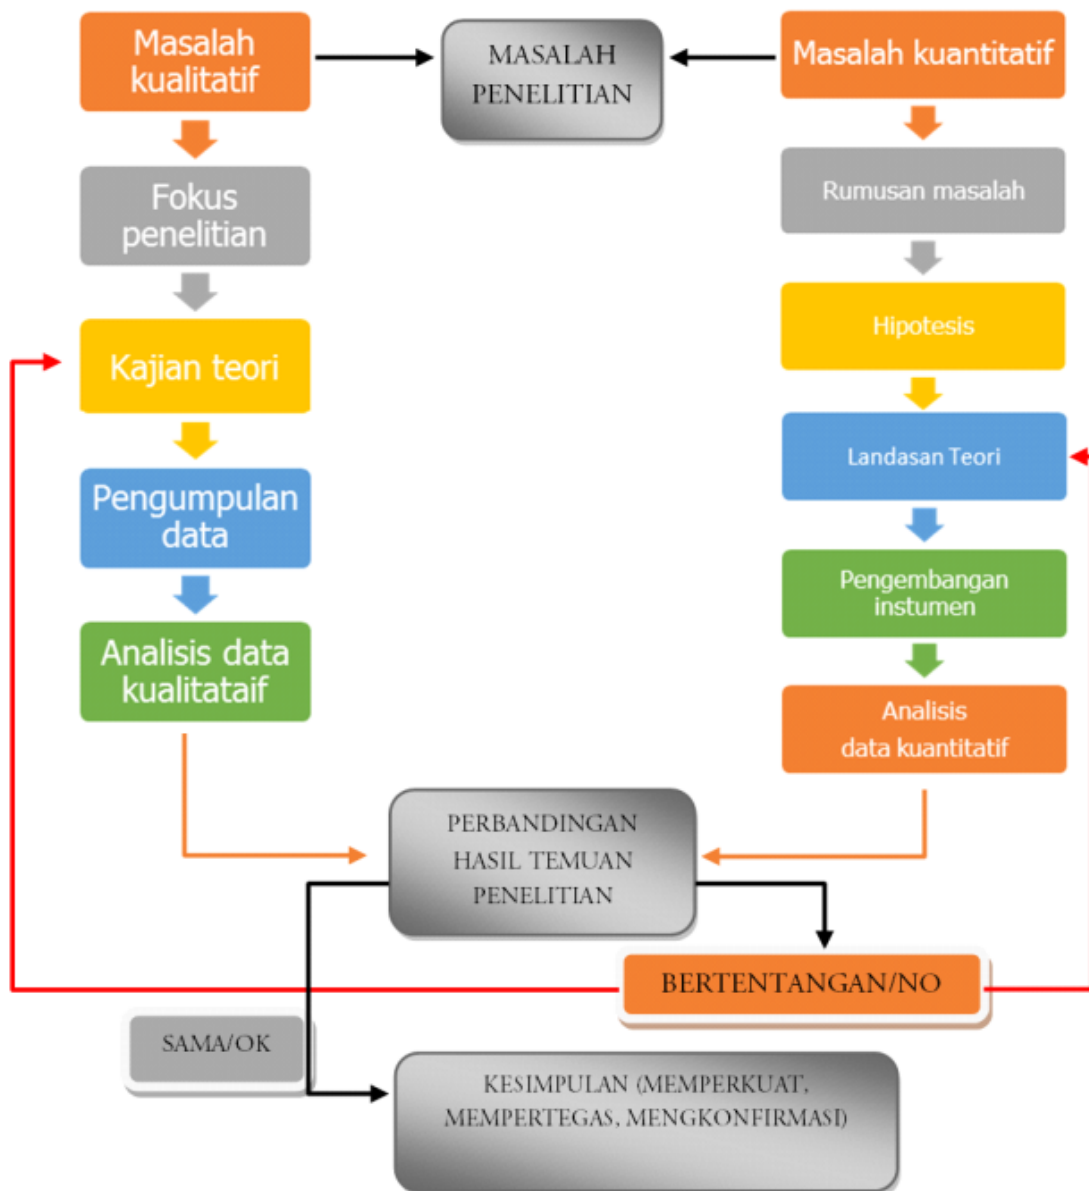 Masalah
kualitatif
MASALAH
PENELITIAN
Masalah kuantitatif
Fokus
penelitian
Rumusan masalah
Kajian teori
Hipotesis
Pengumpulan
data
Landasan Teori
Analisis data
kualitataif
Pengembangan
instumen
Analisis
data kuantitatif
PERBANDINGAN
HASIL TEMUAN
PENELITIAN
BERTENTANGAN/NO
SAMA/OK
KESIMPULAN (MEMPERKUAT,
MEMPERTEGAS, MENGKONFIRMASI)